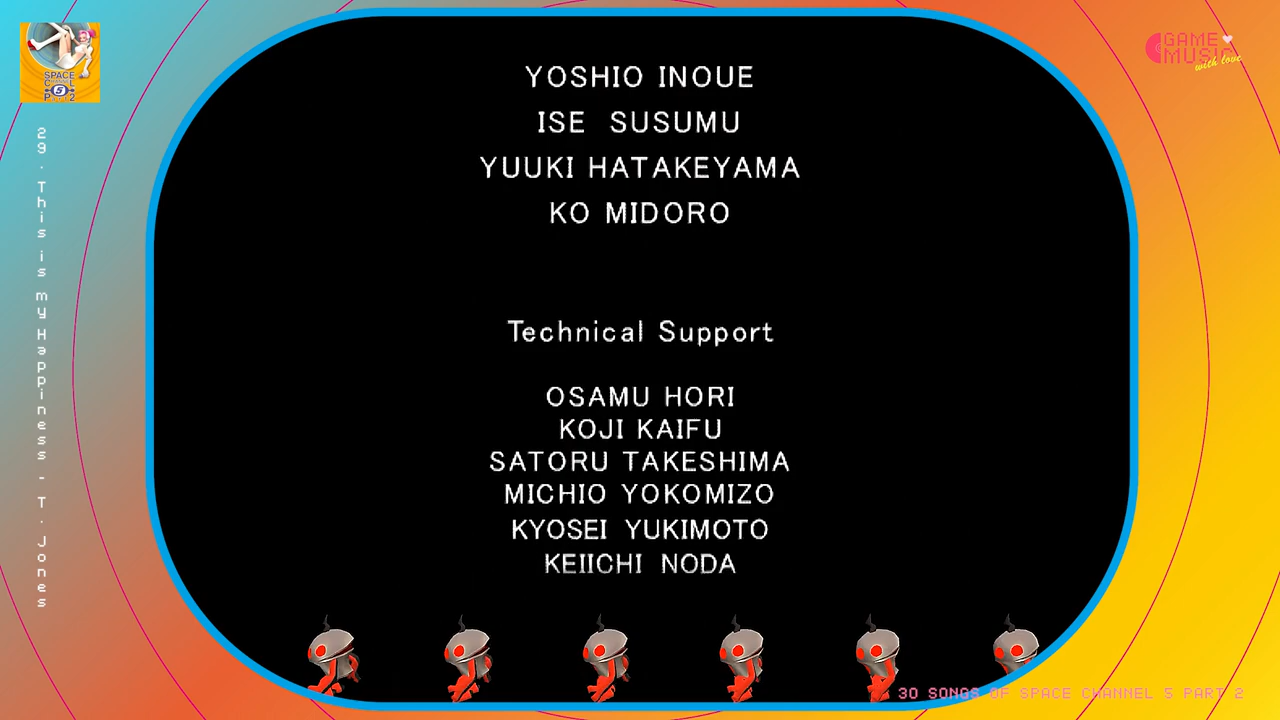 SPACE
CHANNEL
5
PART 2
GAME
MUSIC
with love
29. This is my Happiness - T. Jones
YOSHIO INOUE
ISE SUSUMU
YUUKI HATAKEYAMA
KO MIDORO
Technical Support
OSAMU HORI
KOJI KAIFU
SATORU TAKESHIMA
MICHIO YOKOMIZO
KYOSEI YUKIMOTO
KEIICHI NODA
30 SONGS OF SPACE CHANNEL 5 PART 2